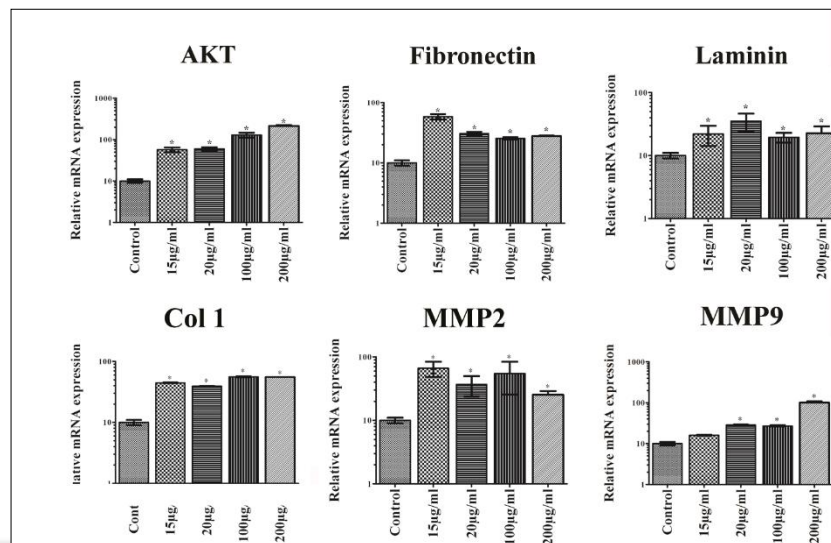 AKT
Relative mRNA expression
1000
100
10
1
*
*
*
*
Control
15µg/ml
20µg/ml
100µg/ml
200µg/ml
Fibronectin
Relative mRNA expression
100
10
1
*
*
*
*
Control
15µg/ml
20µg/ml
100µg/ml
200µg/ml
Laminin
Relative mRNA expression
100
10
1
*
*
*
*
Control
15µg/ml
20µg/ml
100µg/ml
200µg/ml
Col 1
lative mRNA expression
100
10
1
*
*
*
*
Cont
15µg/
20µg/
100µg/
200µg/
MMP2
Relative mRNA expression
100
10
1
*
*
*
*
Control
15µg/ml
20µg/ml
100µg/ml
200µg/ml
MMP9
Relative mRNA expression
1000
100
10
1
*
*
*
Control
15µg/ml
20µg/ml
100µg/ml
200µg/ml